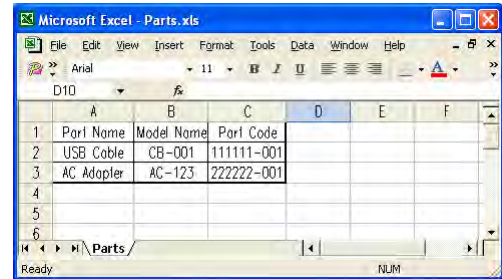 Microsoft Excel - Parts.xls
File Edit View Insert Format Tools Data Window Help
Arial 11 B I U A
D10 fx
A B C D E F
1 Part Name Model Name Part Code
2 USB Cable CB-001 111111-001
3 AC Adapter AC-123 222222-001
4
5
6
Parts
Ready NUM